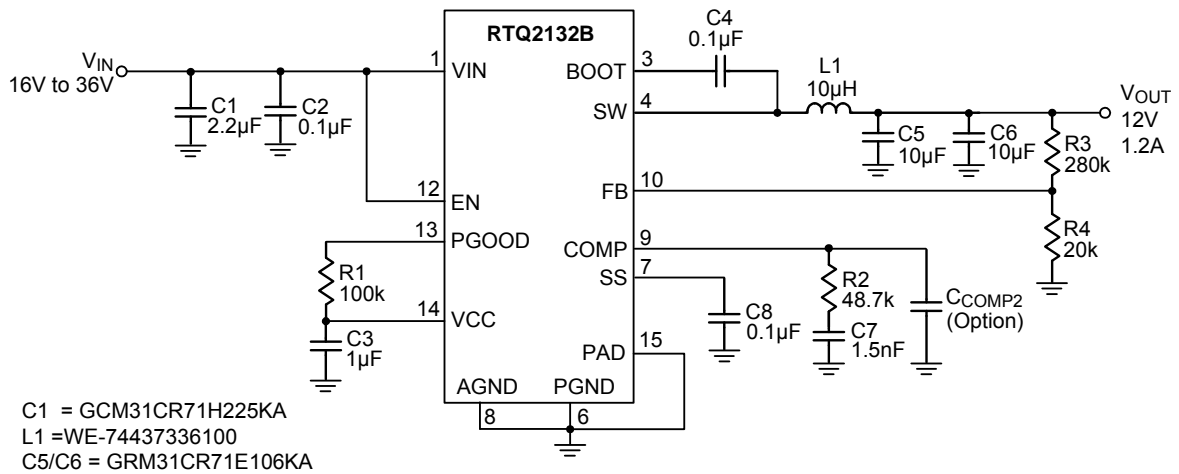 RTQ2132B
VIN
16V to 36V
1
VIN
C1
2.2µF
C2
0.1µF
12
EN
13
PGOOD
R1
100k
14
VCC
C3
1µF
AGND
PGND
8
6
BOOT
3
C4
0.1µF
SW
4
L1
10µH
C5
10µF
C6
10µF
VOUT
12V
1.2A
R3
280k
FB
10
R4
20k
COMP
9
SS
7
R2
48.7k
CCOMP2
(Option)
C8
0.1µF
C7
1.5nF
PAD
15
C1 = GCM31CR71H225KA
L1 =WE-74437336100
C5/C6 = GRM31CR71E106KA